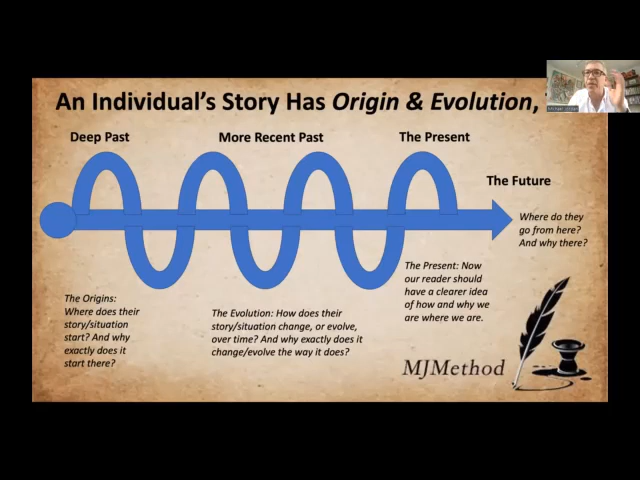 An Individual's Story Has Origin & Evolution,
Deep Past
More Recent Past
The Present
The Future
Where do they
go from here?
And why there?
The Origins:
Where does their
story/situation
start? And why
exactly does it
start there?
The Evolution: How does their
story/situation change, or evolve,
over time? And why exactly does it
change/evolve the way it does?
The Present: Now
our reader should
have a clearer idea
of how and why we
are where we are.
MJMethod